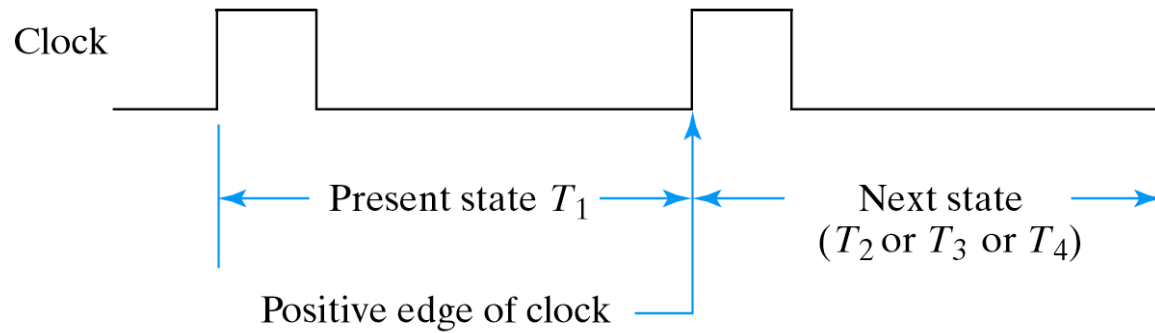 Clock
Present state T1
Next state
(T2 or T3 or T4)
Positive edge of clock